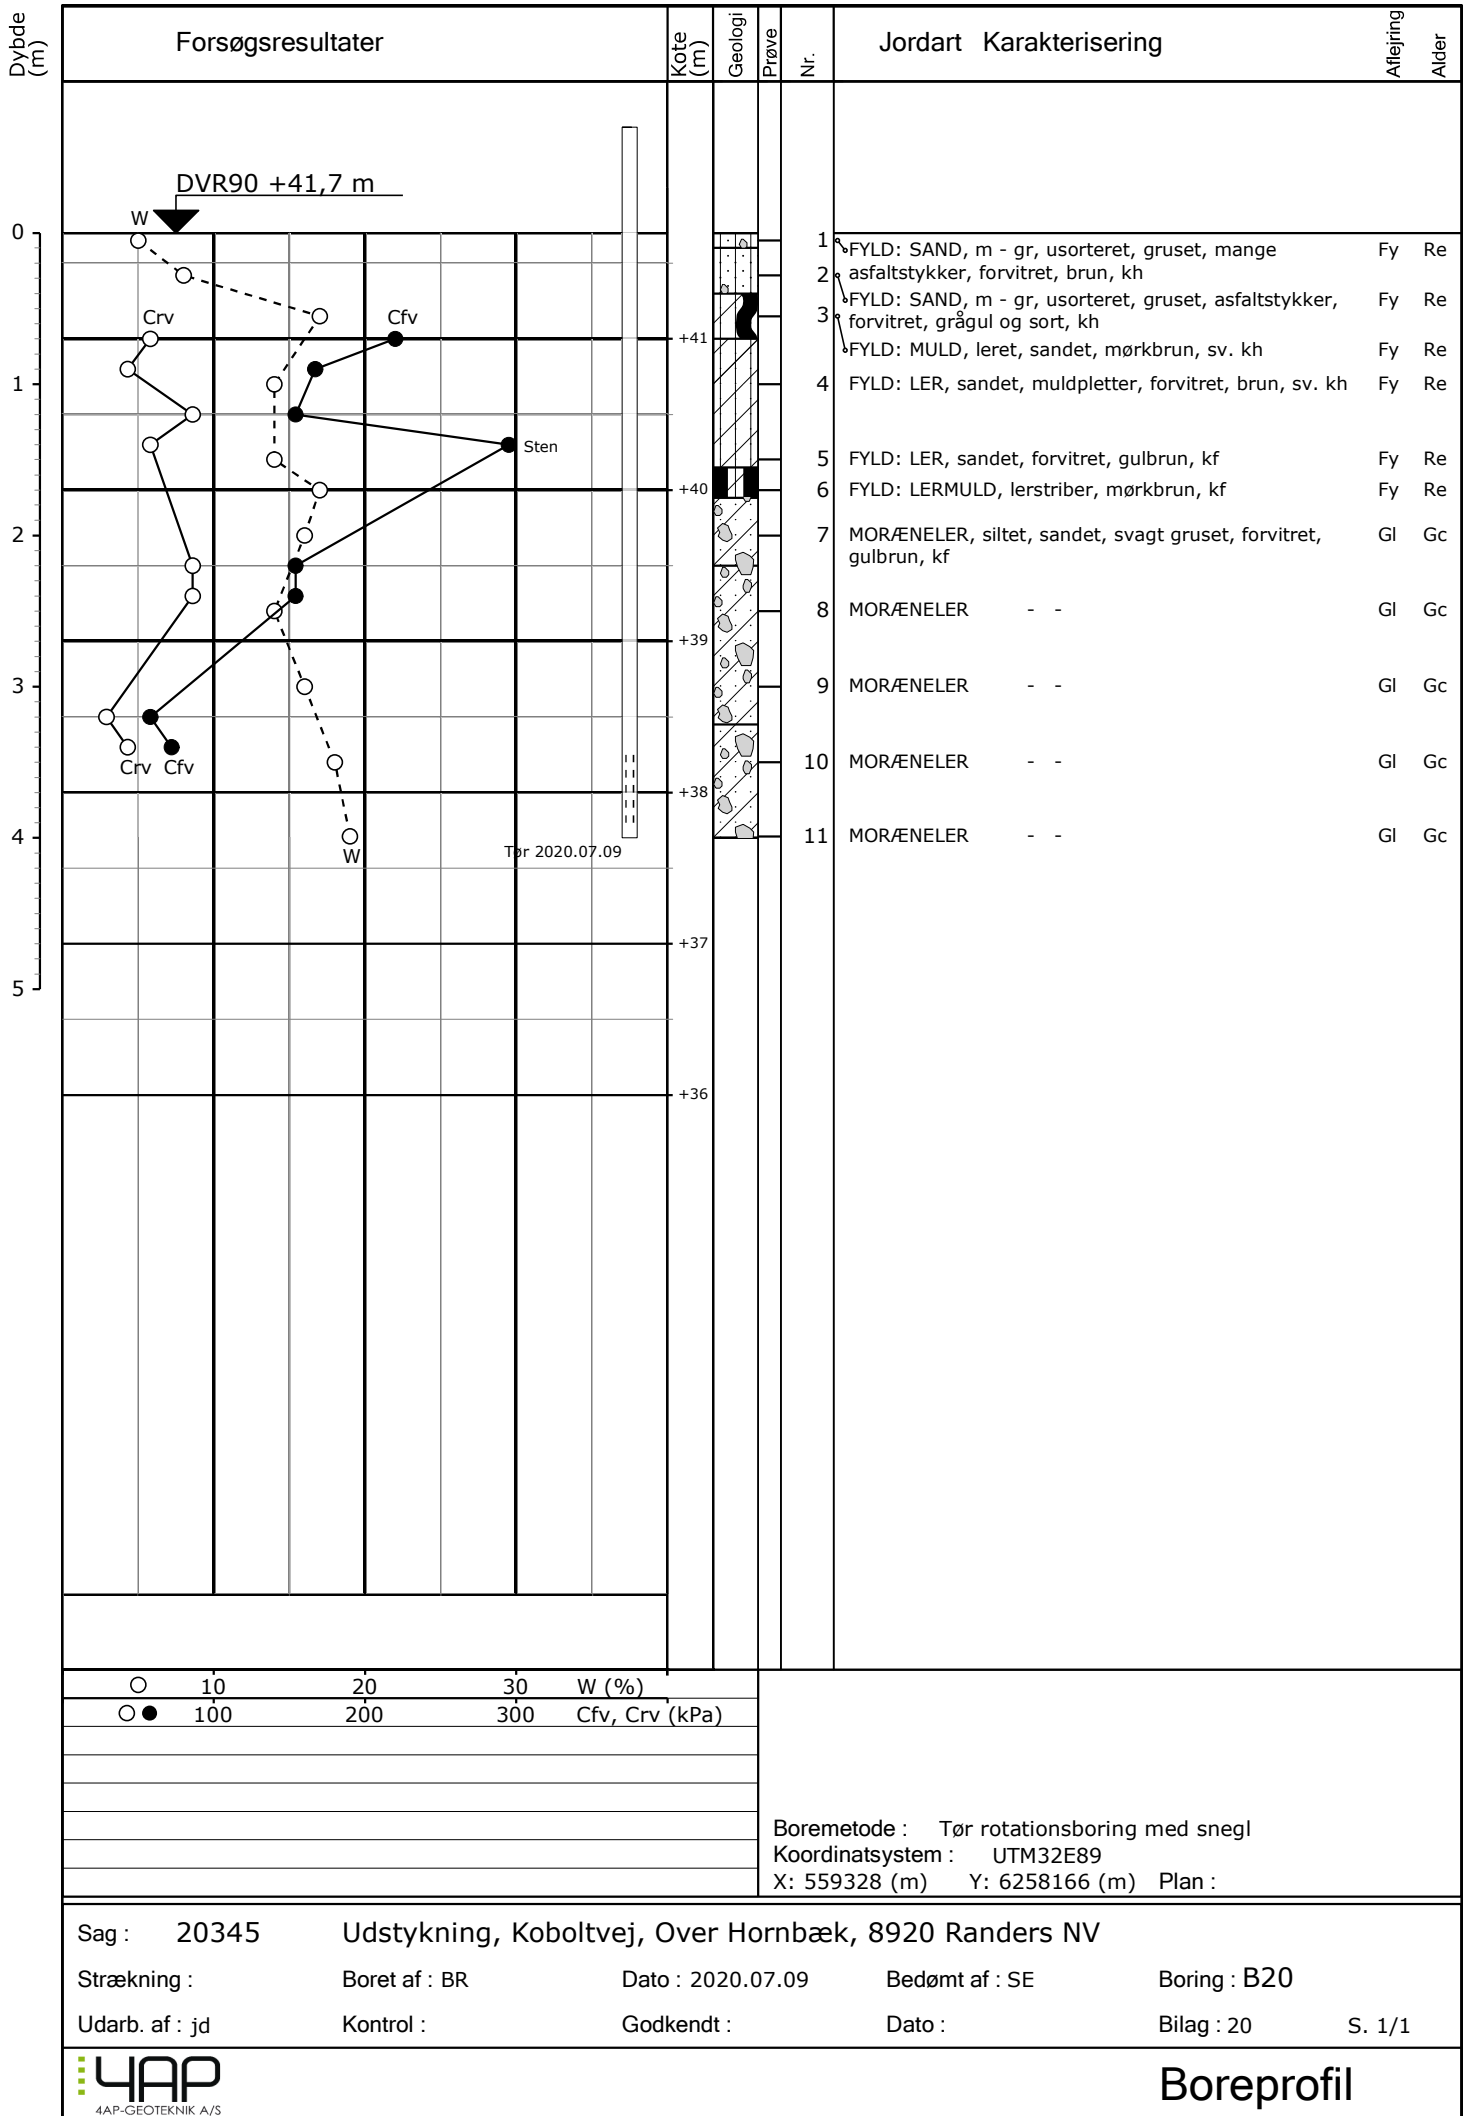 Dybde (m)
Forsøgsresultater
Kote (m)
Geologi
Prøve
Nr.
Jordart Karakterisering
Aflejring
Alder
DVR90 +41,7 m
W
0
1 FYLD: SAND, m - gr, usorteret, gruset, mange Fy Re
2 asfaltstykker, forvitret, brun, kh
FYLD: SAND, m - gr, usorteret, gruset, asfaltstykker, Fy Re
3 forvitret, grågul og sort, kh
Crv Cfv
+41
FYLD: MULD, leret, sandet, mørkbrun, sv. kh Fy Re
1
4 FYLD: LER, sandet, muldpletter, forvitret, brun, sv. kh Fy Re
Sten
5 FYLD: LER, sandet, forvitret, gulbrun, kf Fy Re
+40
6 FYLD: LERMULD, lerstriber, mørkbrun, kf Fy Re
2
7 MORÆNELER, siltet, sandet, svagt gruset, forvitret, Gl Gc
gulbrun, kf
8 MORÆNELER - - Gl Gc
+39
3
9 MORÆNELER - - Gl Gc
Crv Cfv
10 MORÆNELER - - Gl Gc
+38
4
11 MORÆNELER - - Gl Gc
W
Tør 2020.07.09
+37
5
+36
10 20 30 W (%)
100 200 300 Cfv, Crv (kPa)
Boremetode : Tør rotationsboring med snegl
Koordinatsystem : UTM32E89
X: 559328 (m) Y: 6258166 (m) Plan :
Sag : 20345 Udstykning, Koboltvej, Over Hornbæk, 8920 Randers NV
Strækning : Boret af : BR Dato : 2020.07.09 Bedømt af : SE Boring : B20
Udarb. af : jd Kontrol : Godkendt : Dato : Bilag : 20 S. 1/1
4AP
4AP-GEOTEKNIK A/S
Boreprofil